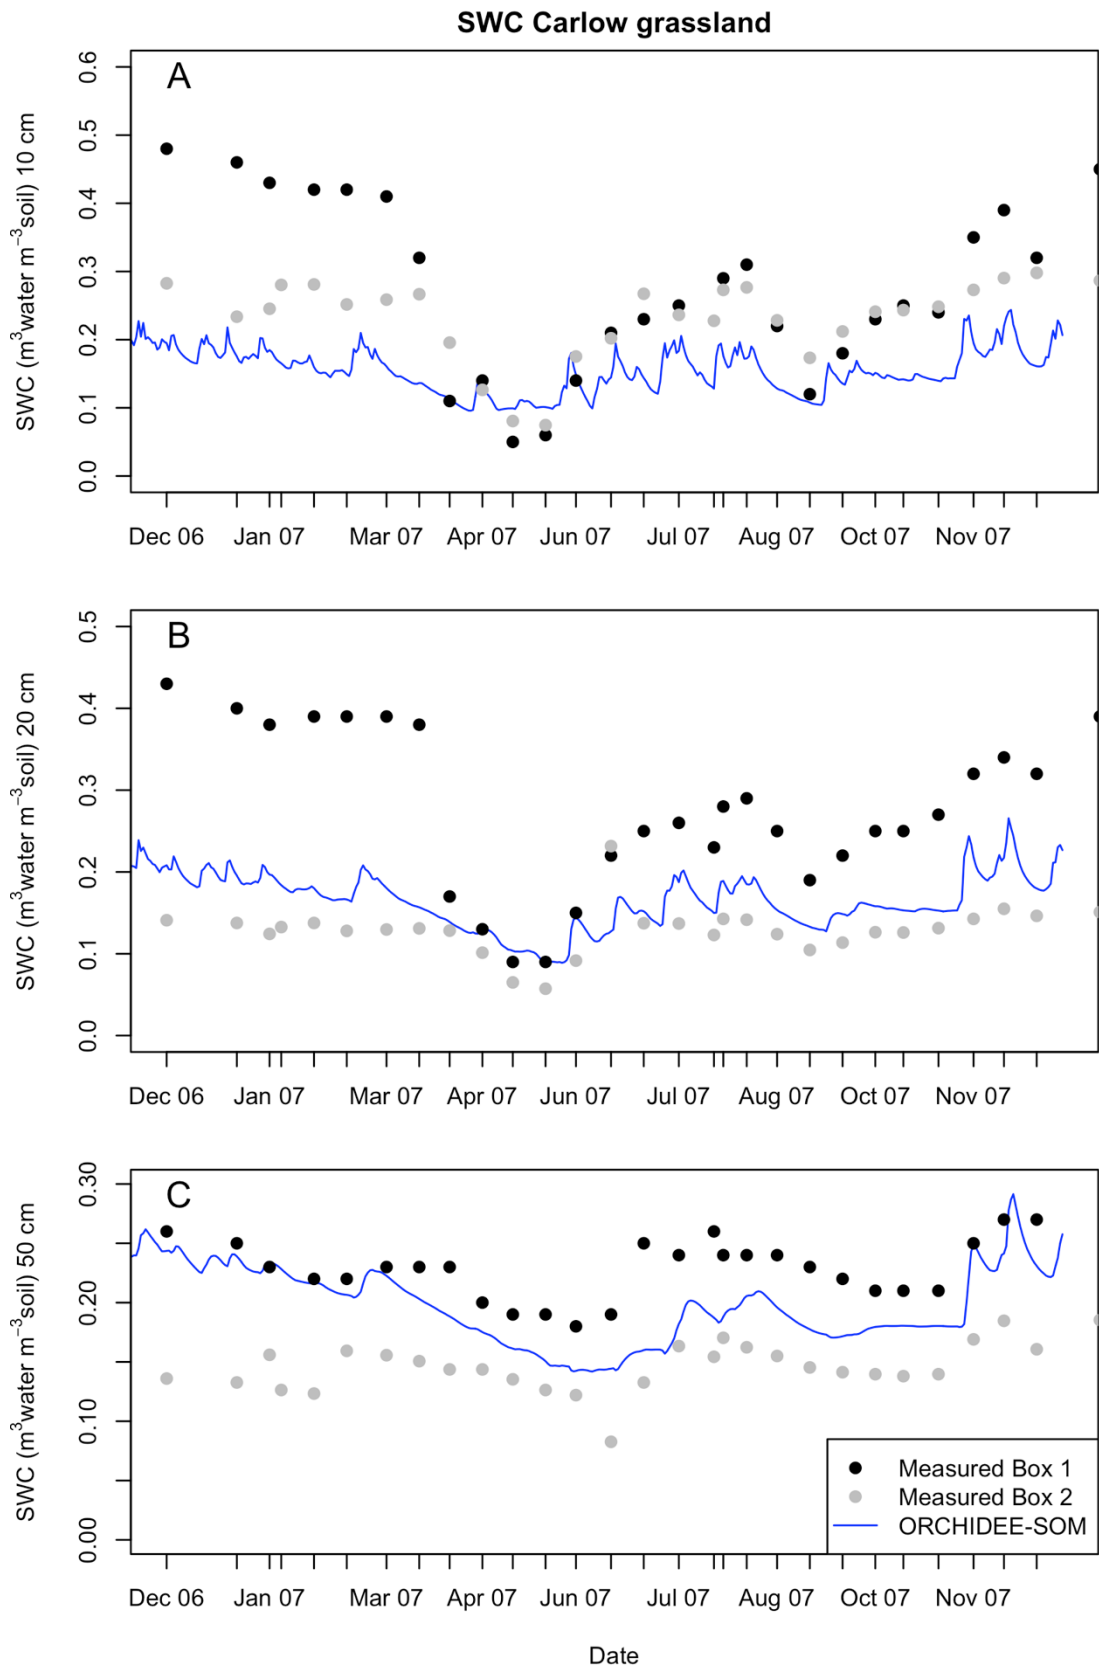 SWC Carlow grassland
A
SWC (m³water m⁻³soil) 10 cm
0.6
0.5
0.4
0.3
0.2
0.1
0.0
Dec 06 Jan 07 Mar 07 Apr 07 Jun 07 Jul 07 Aug 07 Oct 07 Nov 07
B
SWC (m³water m⁻³soil) 20 cm
0.5
0.4
0.3
0.2
0.1
0.0
Dec 06 Jan 07 Mar 07 Apr 07 Jun 07 Jul 07 Aug 07 Oct 07 Nov 07
C
SWC (m³water m⁻³soil) 50 cm
0.30
0.20
0.10
0.00
Measured Box 1
Measured Box 2
ORCHIDEE-SOM
Dec 06 Jan 07 Mar 07 Apr 07 Jun 07 Jul 07 Aug 07 Oct 07 Nov 07
Date